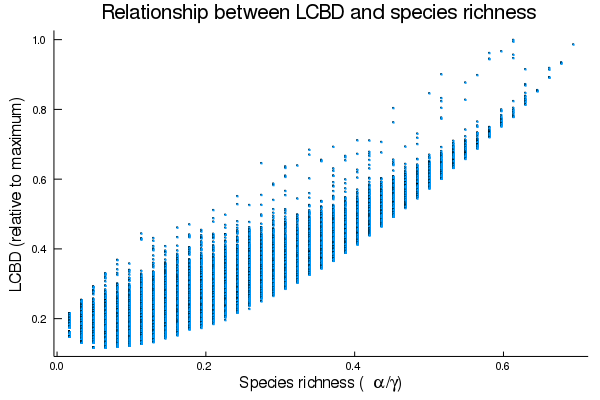 Relationship between LCBD and species richness
1.0
0.8
0.6
0.4
0.2
LCBD (relative to maximum)
0.0 0.2 0.4 0.6
Species richness ( α/γ)